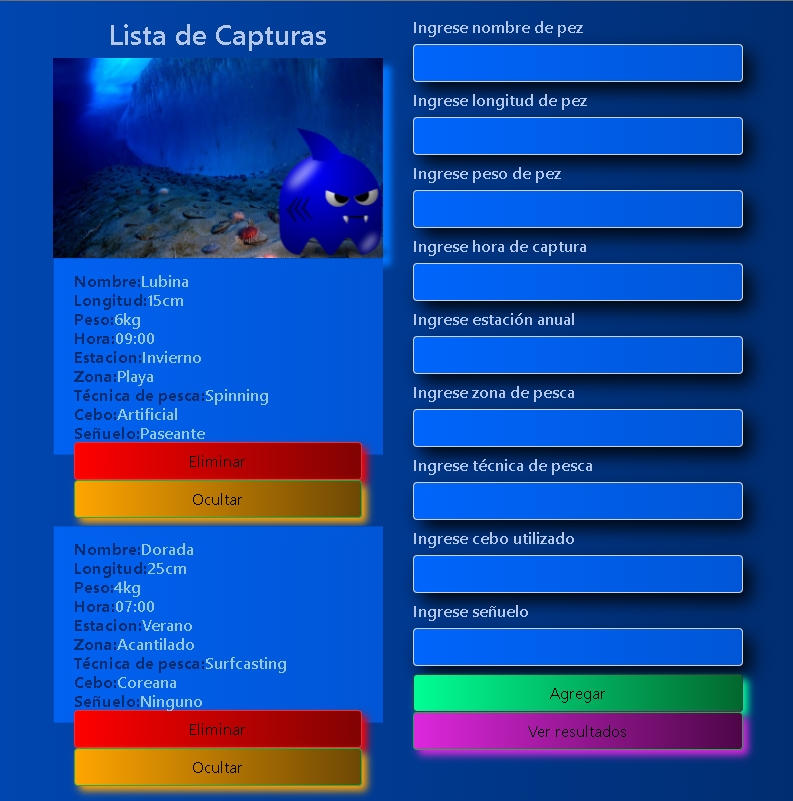 Lista de Capturas
Nombre:Lubina
Longitud:15cm
Peso:6kg
Hora:09:00
Estacion:Invierno
Zona:Playa
Técnica de pesca:Spinning
Cebo:Artificial
Señuelo:Paseante
Eliminar
Ocultar
Nombre:Dorada
Longitud:25cm
Peso:4kg
Hora:07:00
Estacion:Verano
Zona:Acantilado
Técnica de pesca:Surfcasting
Cebo:Coreana
Señuelo:Ninguno
Eliminar
Ocultar
Ingrese nombre de pez
Ingrese longitud de pez
Ingrese peso de pez
Ingrese hora de captura
Ingrese estación anual
Ingrese zona de pesca
Ingrese técnica de pesca
Ingrese cebo utilizado
Ingrese señuelo
Agregar
Ver resultados